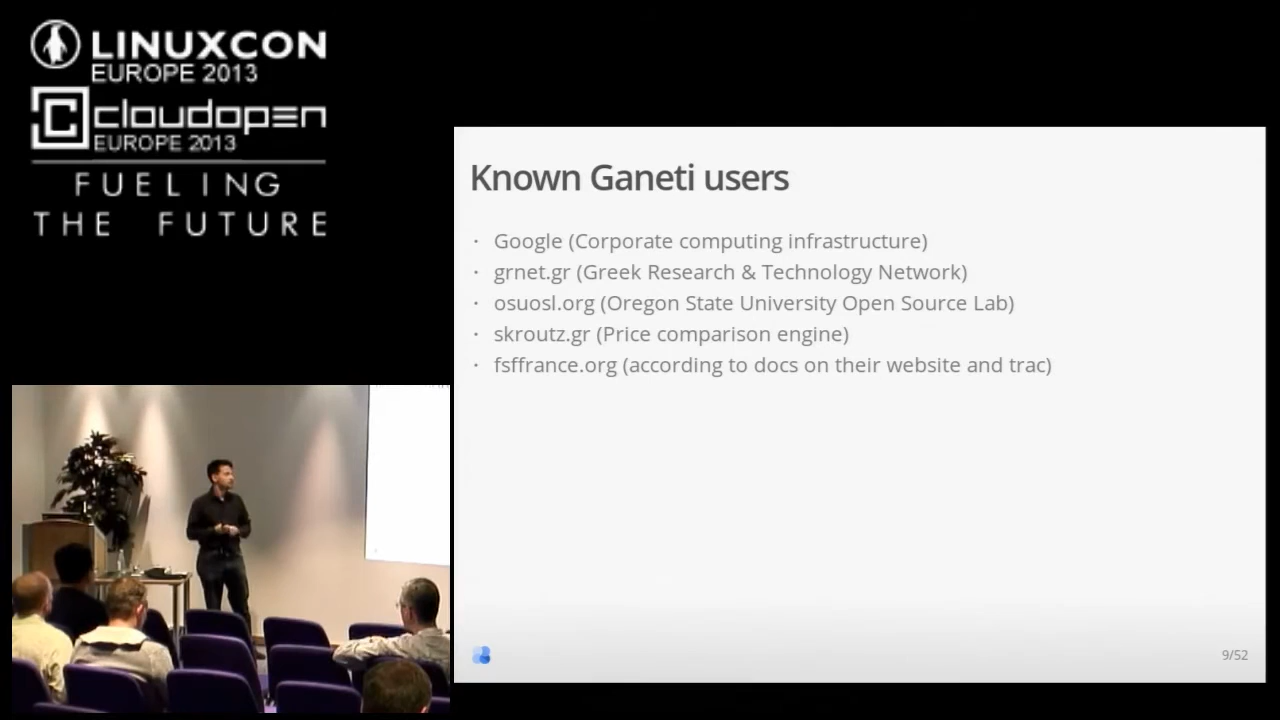 LINUXCON
EUROPE 2013
cloudopen
EUROPE 2013
FUELING
THE FUTURE
Known Ganeti users
· Google (Corporate computing infrastructure)
· grnet.gr (Greek Research & Technology Network)
· osuosl.org (Oregon State University Open Source Lab)
· skroutz.gr (Price comparison engine)
· fsffrance.org (according to docs on their website and trac)
9/52